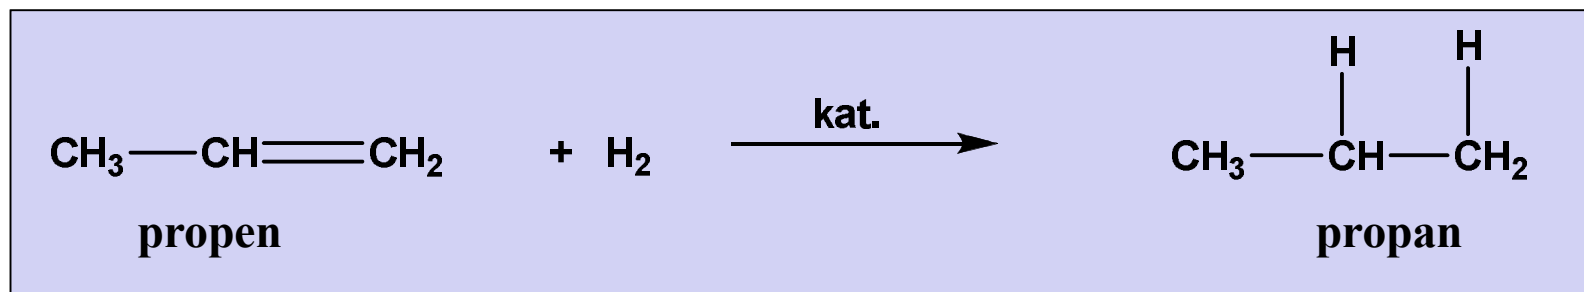 H H
kat.
CH₃ CH CH₂ + H₂ CH₃ CH CH₂
propen propan